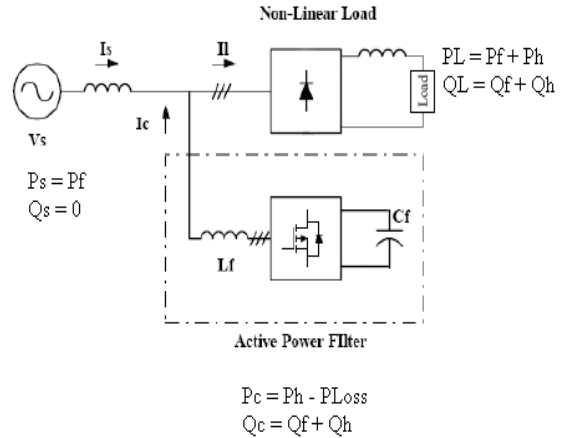 Non-Linear Load
Is
Il
PL = Pf + Ph
QL = Qf + Qh
Load
Ic
Vs
Ps = Pf
Qs = 0
Cf
Lf
Active Power FIlter
Pc = Ph - PLoss
Qc = Qf + Qh